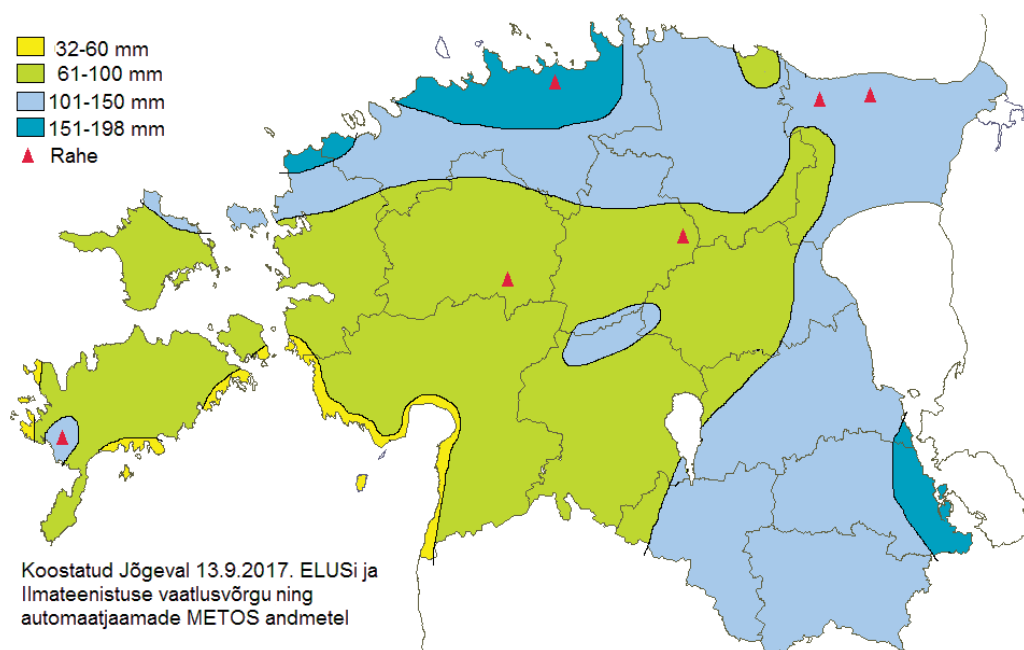 32-60 mm
61-100 mm
101-150 mm
151-198 mm
Rahe
Koostatud Jõgeval 13.9.2017. ELUSi ja
Ilmateenistuse vaatlusvõrgu ning
automaatjaamade METOS andmetel